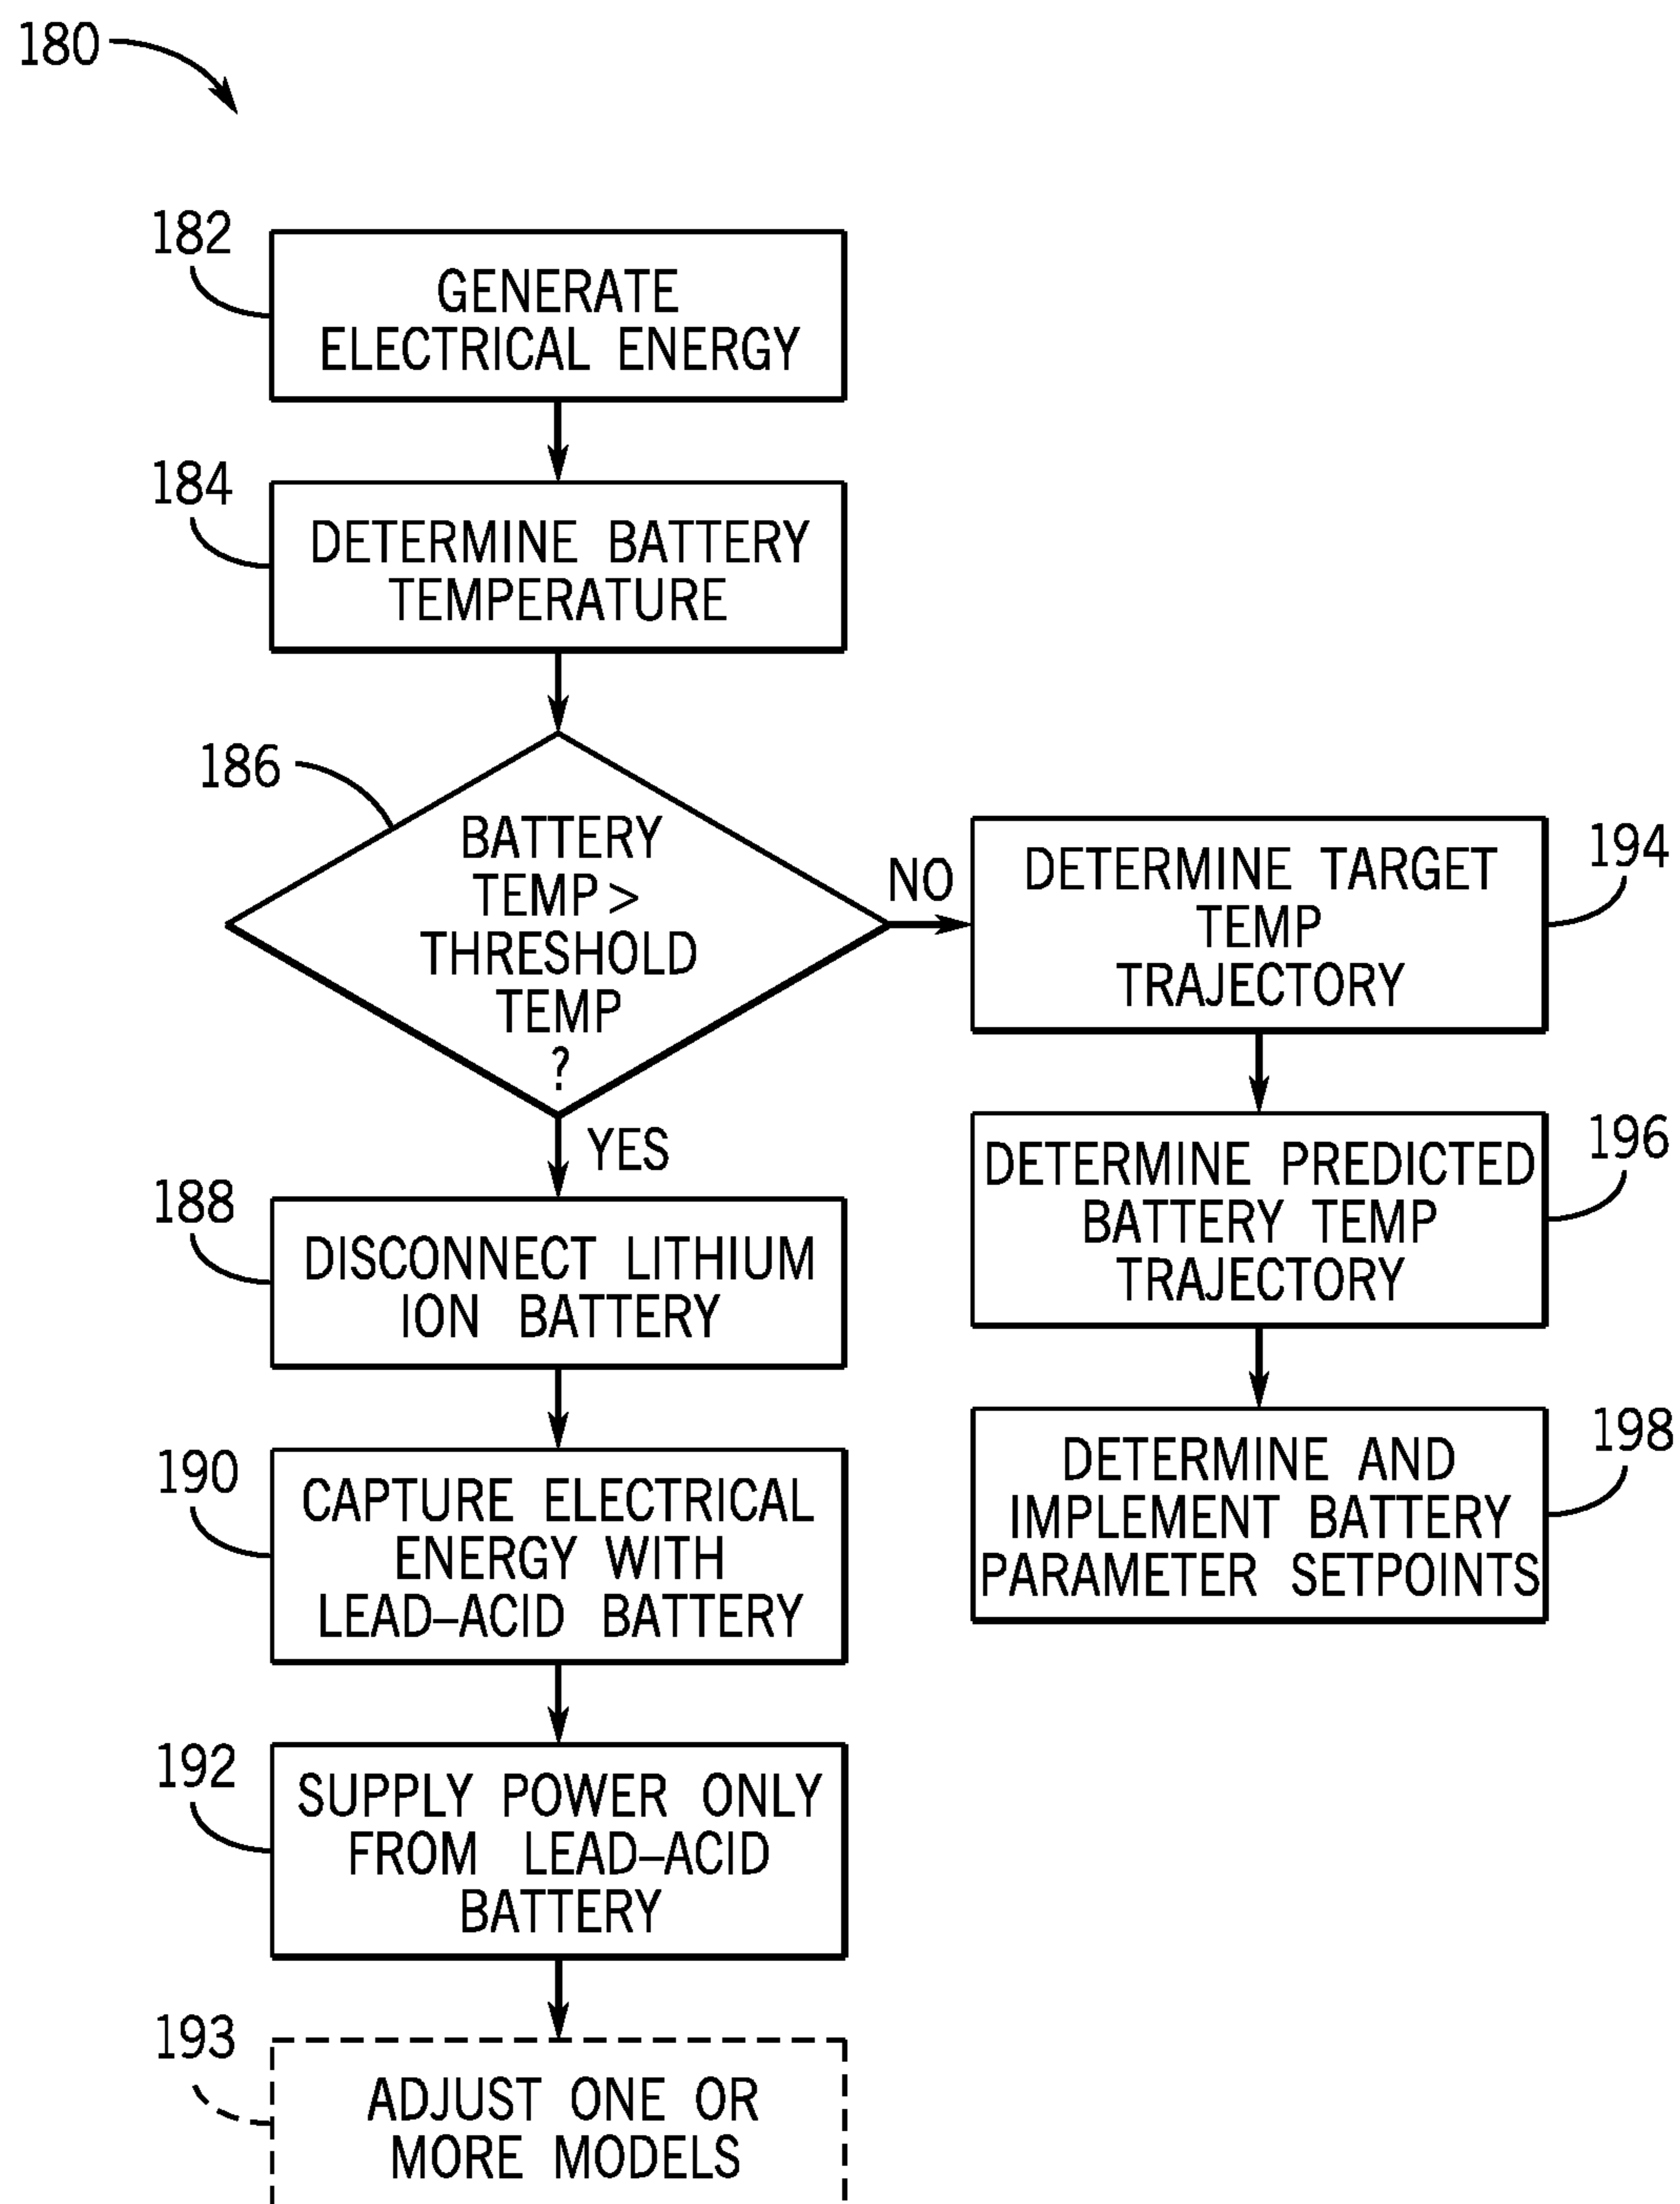 180
182
GENERATE
ELECTRICAL ENERGY
184
DETERMINE BATTERY
TEMPERATURE
186
BATTERY
TEMP >
THRESHOLD
TEMP
?
NO
YES
194
DETERMINE TARGET
TEMP
TRAJECTORY
196
DETERMINE PREDICTED
BATTERY TEMP
TRAJECTORY
198
DETERMINE AND
IMPLEMENT BATTERY
PARAMETER SETPOINTS
188
DISCONNECT LITHIUM
ION BATTERY
190
CAPTURE ELECTRICAL
ENERGY WITH
LEAD–ACID BATTERY
192
SUPPLY POWER ONLY
FROM LEAD–ACID
BATTERY
193
ADJUST ONE OR
MORE MODELS